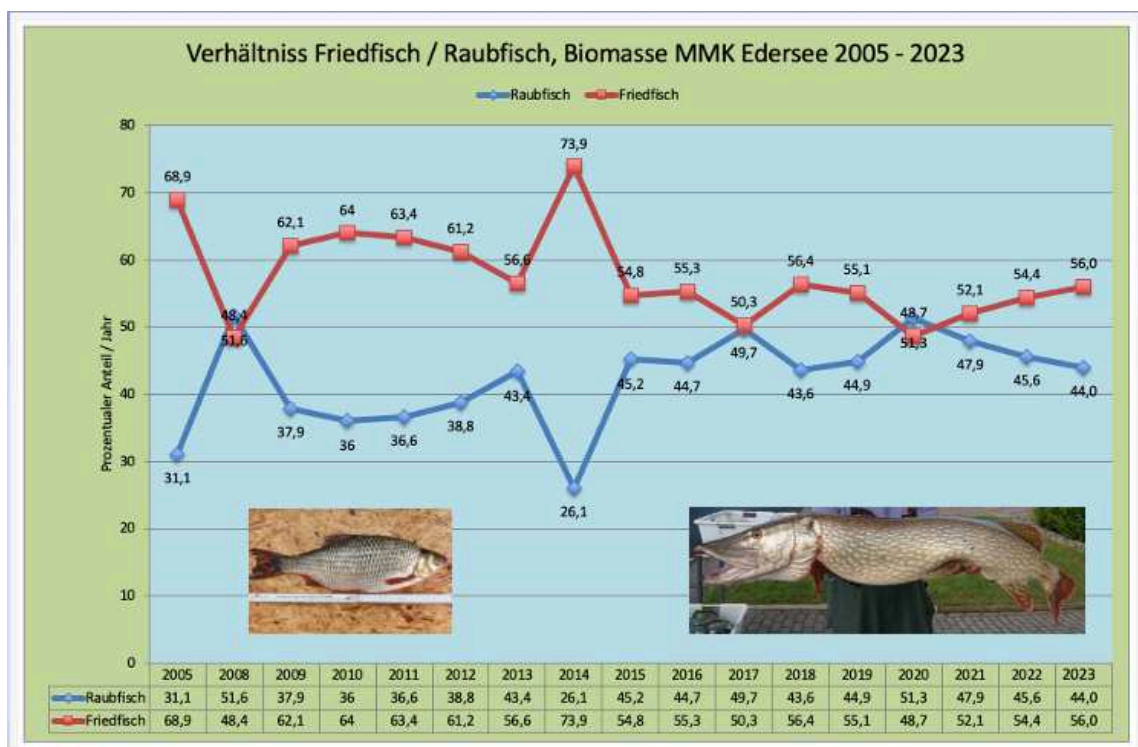 Verhältniss Friedfisch / Raubfisch, Biomasse MMK Edersee 2005 - 2023
Raubfisch Friedfisch
Prozentualer Anteil / Jahr
80
70
60
50
40
30
20
10
0
68,9 48,4 62,1 64 63,4 61,2 56,6 73,9 54,8 55,3 50,3 56,4 55,1 48,7 52,1 54,4 56,0
31,1 51,6 37,9 36 36,6 38,8 43,4 26,1 45,2 44,7 49,7 43,6 44,9 51,3 47,9 45,6 44,0
2005 2008 2009 2010 2011 2012 2013 2014 2015 2016 2017 2018 2019 2020 2021 2022 2023
Raubfisch 31,1 51,6 37,9 36 36,6 38,8 43,4 26,1 45,2 44,7 49,7 43,6 44,9 51,3 47,9 45,6 44,0
Friedfisch 68,9 48,4 62,1 64 63,4 61,2 56,6 73,9 54,8 55,3 50,3 56,4 55,1 48,7 52,1 54,4 56,0